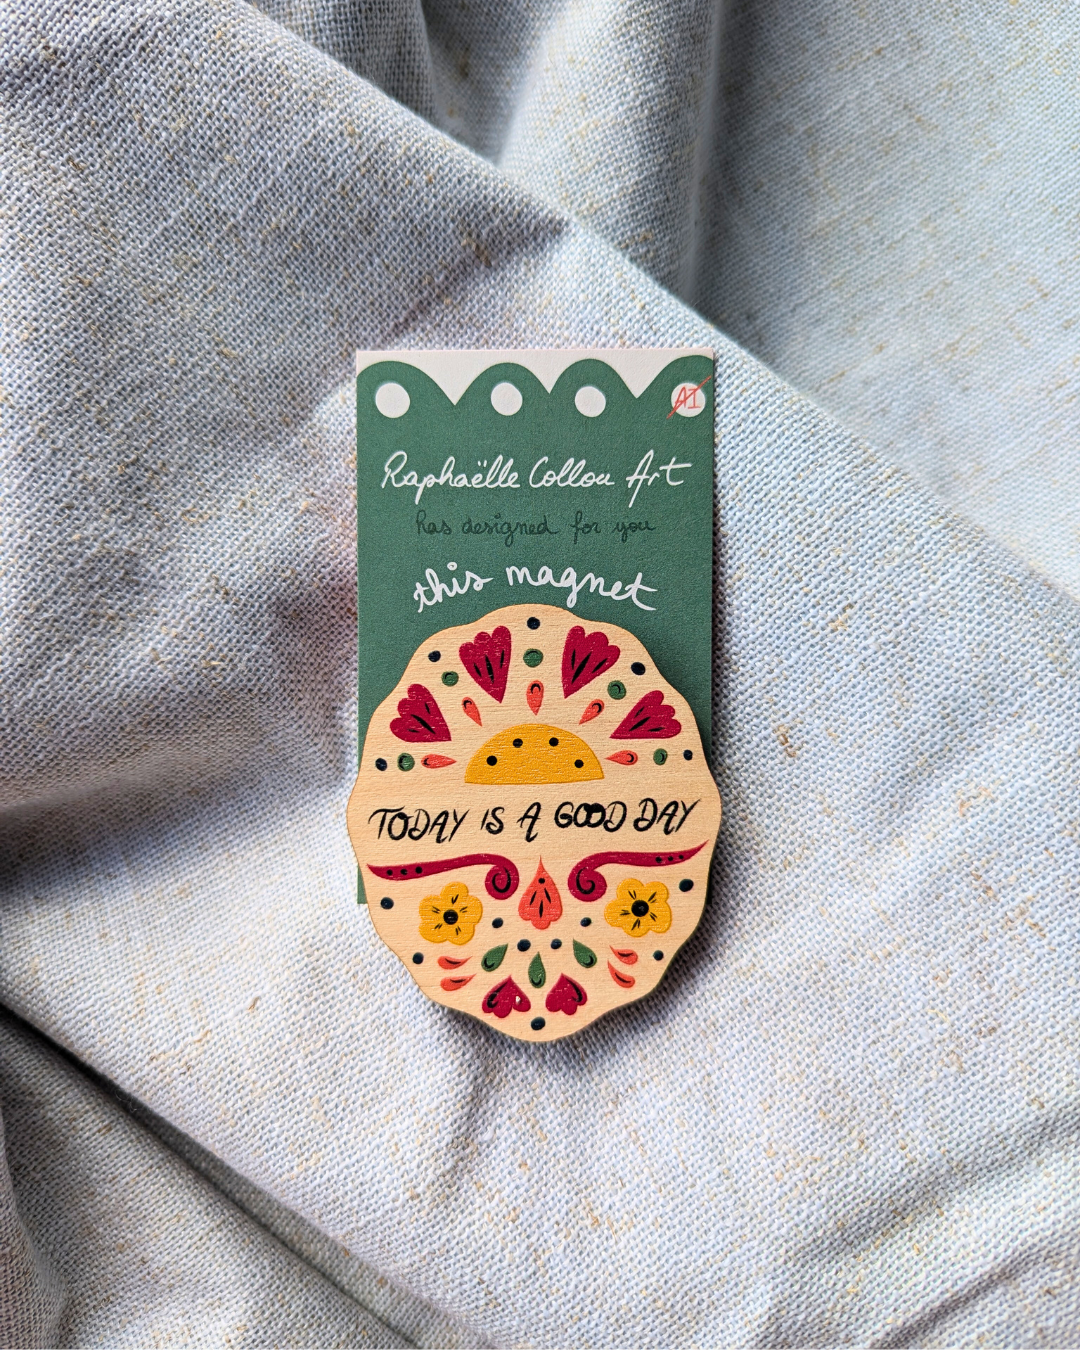 AI
Raphaëlle Collou Art
has designed for you
this magnet
TODAY IS A GOOD DAY